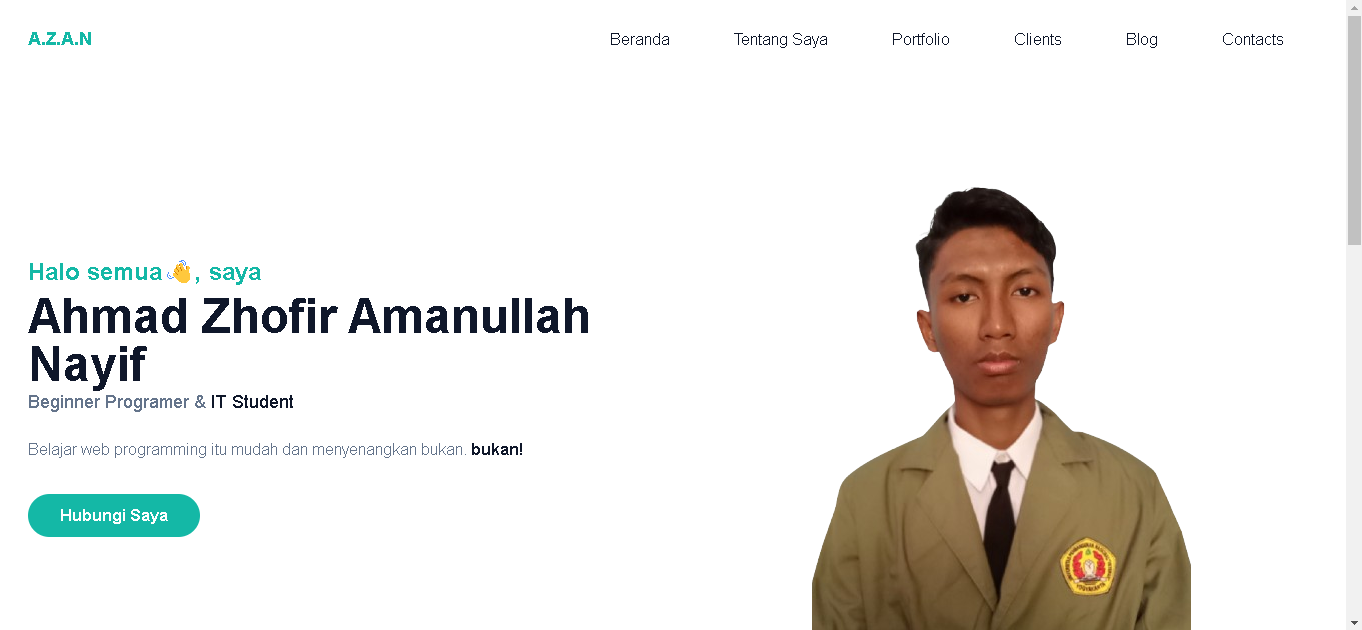 A.Z.A.N
Beranda Tentang Saya Portfolio Clients Blog Contacts
Halo semua👋, saya
Ahmad Zhofir Amanullah
Nayif
Beginner Programer & IT Student
Belajar web programming itu mudah dan menyenangkan bukan. bukan!
Hubungi Saya
YOGYAKARTA